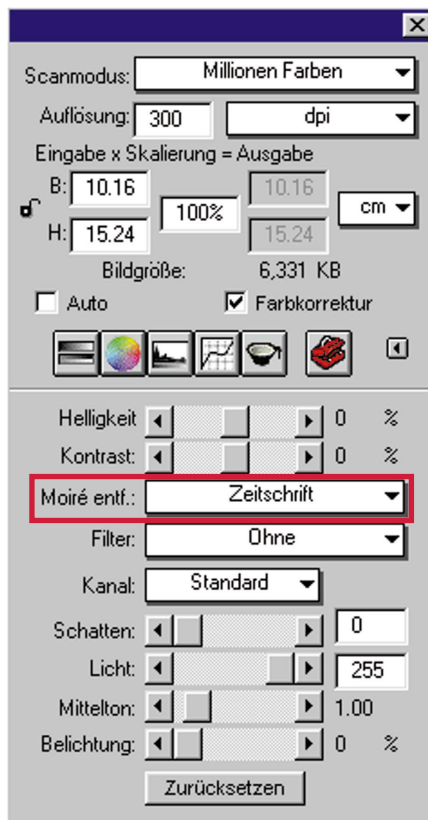 Scanmodus: Millionen Farben
Auflösung: 300 dpi
Eingabe x Skalierung = Ausgabe
B: 10.16 10.16
100% cm
H: 15.24 15.24
Bildgröße: 6,331 KB
Auto Farbkorrektur
Helligkeit 0 %
Kontrast: 0 %
Moiré entf.: Zeitschrift
Filter: Ohne
Kanal: Standard
Schatten: 0
Licht: 255
Mittelton: 1.00
Belichtung: 0 %
Zurücksetzen